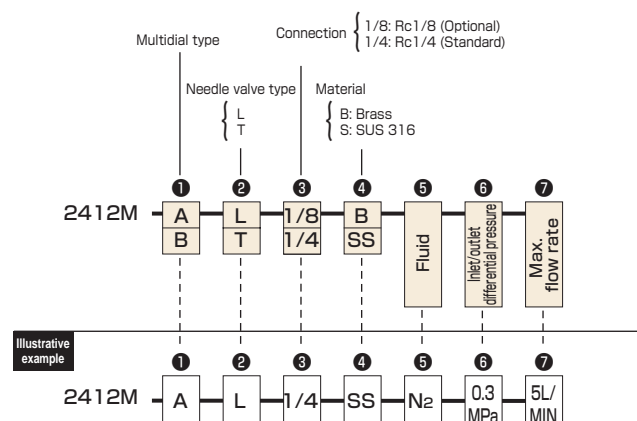 Multidial type
Connection { 1/8: Rc1/8 (Optional)
1/4: Rc1/4 (Standard)
Needle valve type
{ L
T
Material
{ B: Brass
S: SUS 316
❶ ❷ ❸ ❹ ❺ ❻ ❼
2412M A L 1/8 B
B T 1/4 SS
Fluid
Inlet/outlet
differential pressure
Max.
flow rate
Illustrative
example
❶ ❷ ❸ ❹ ❺ ❻ ❼
2412M A L 1/4 SS N2 0.3 MPa 5L/MIN